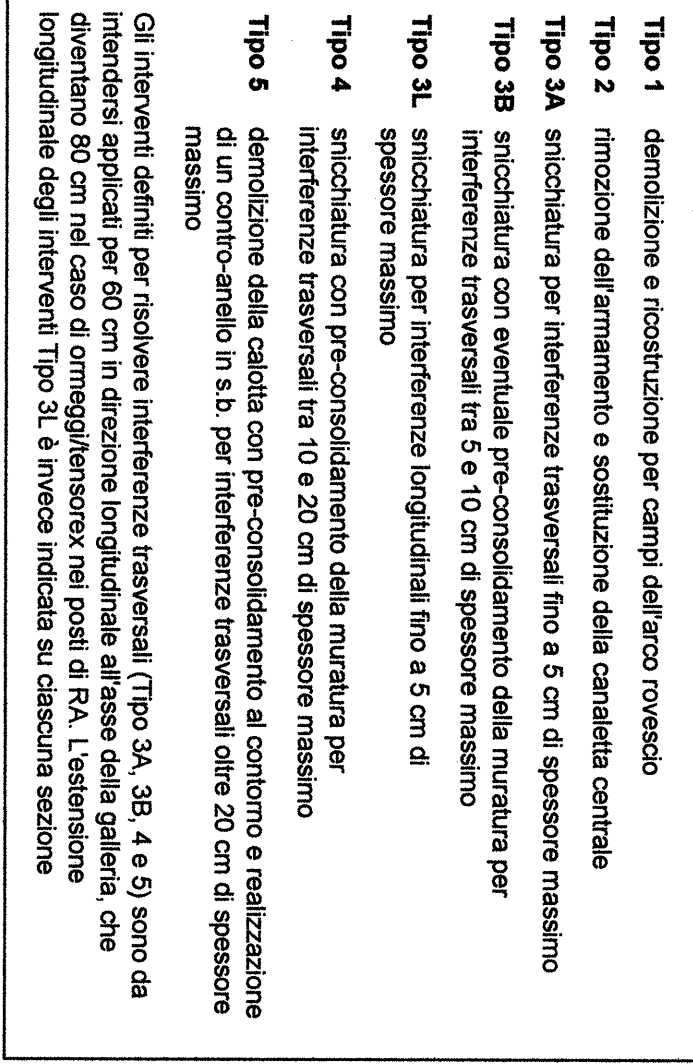 Tipo 1 demolizione e ricostruzione per campi dell'arco rovescio
Tipo 2 rimozione dell'armamento e sostituzione della canaletta centrale
Tipo 3A snicchiatura per interferenze trasversali fino a 5 cm di spessore massimo
Tipo 3B snicchiatura con eventuale pre-consolidamento della muratura per
interferenze trasversali tra 5 e 10 cm di spessore massimo
Tipo 3L snicchiatura per interferenze longitudinali fino a 5 cm di
spessore massimo
Tipo 4 snicchiatura con pre-consolidamento della muratura per
interferenze trasversali tra 10 e 20 cm di spessore massimo
Tipo 5 demolizione della calotta con pre-consolidamento al contorno e realizzazione
di un contro-anello in s.b. per interferenze trasversali oltre 20 cm di spessore
massimo
Gli interventi definiti per risolvere interferenze trasversali (Tipo 3A, 3B, 4 e 5) sono da
intendersi applicati per 60 cm in direzione longitudinale all'asse della galleria, che
diventano 80 cm nel caso di ormeggi/tensorex nei posti di RA. L'estensione
longitudinale degli interventi Tipo 3L è invece indicata su ciascuna sezione